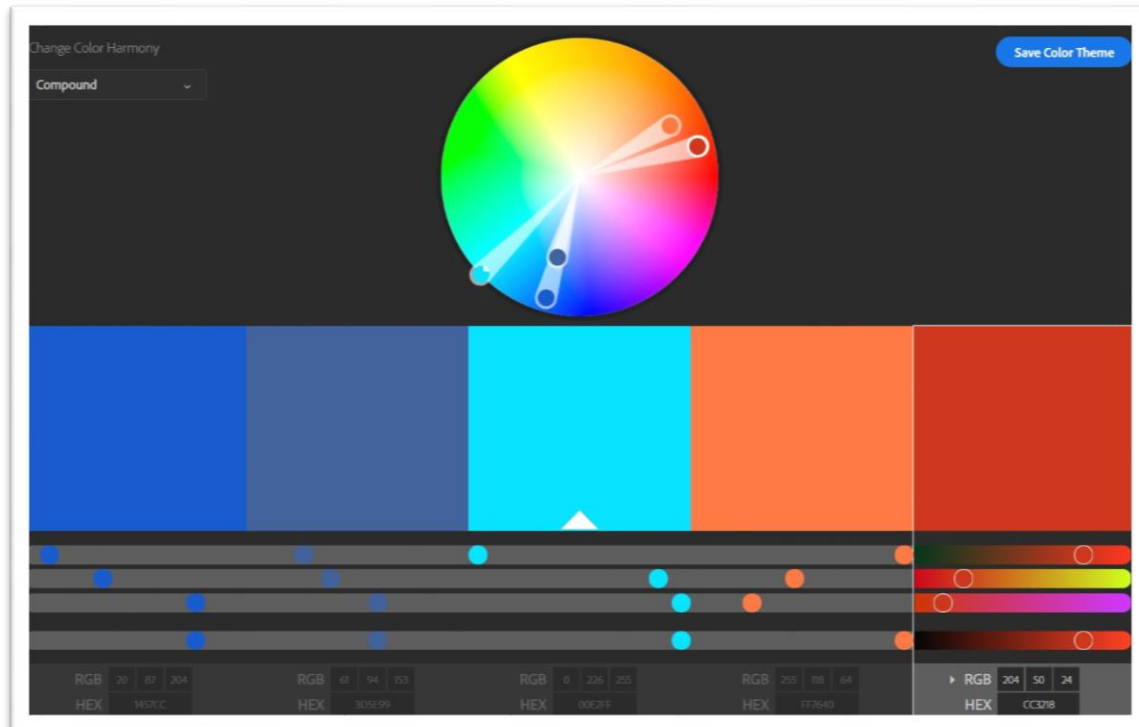 Change Color Harmony
Save Color Theme
Compound
RGB 20 87 204
HEX 1457CC
RGB 61 94 153
HEX 3D5E99
RGB 0 226 255
HEX 00E2FF
RGB 255 118 64
HEX FF7640
RGB 204 50 24
HEX CC3218